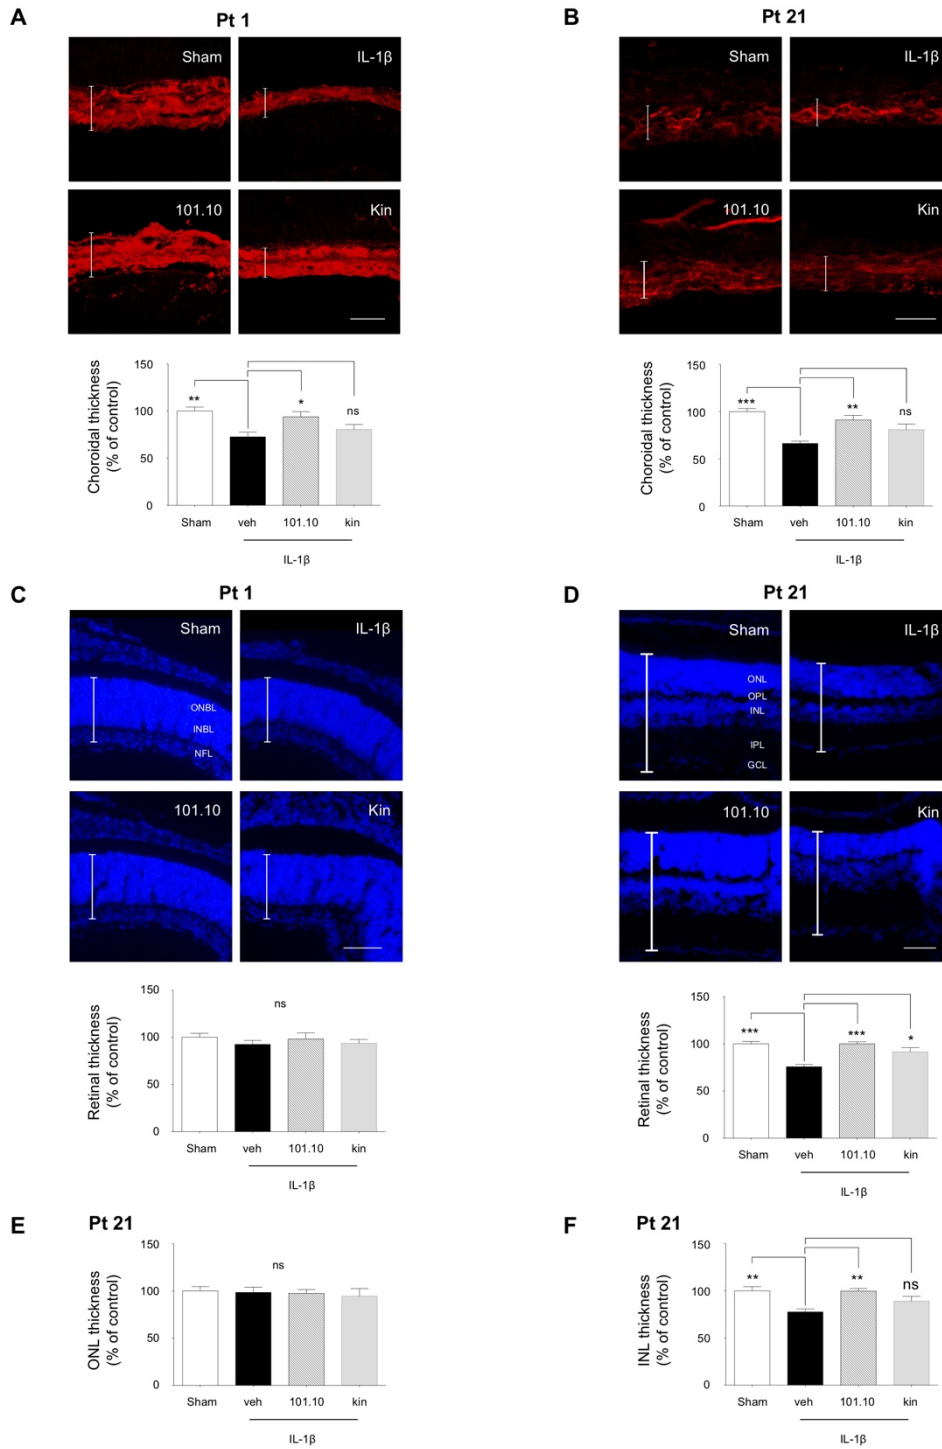 A
Pt 1
Sham
IL-1β
101.10
Kin
Choroidal thickness
(% of control)
150
100
50
0
**
*
ns
Sham
veh
101.10
kin
IL-1β
B
Pt 21
Sham
IL-1β
101.10
Kin
Choroidal thickness
(% of control)
150
100
50
0
***
**
ns
Sham
veh
101.10
kin
IL-1β
C
Pt 1
Sham
ONBL
INBL
NFL
IL-1β
101.10
Kin
Retinal thickness
(% of control)
150
100
50
0
ns
Sham
veh
101.10
kin
IL-1β
D
Pt 21
Sham
ONL
OPL
INL
IPL
GCL
IL-1β
101.10
Kin
Retinal thickness
(% of control)
150
100
50
0
***
***
*
Sham
veh
101.10
kin
IL-1β
E
Pt 21
ONL thickness
(% of control)
150
100
50
0
ns
Sham
veh
101.10
kin
IL-1β
F
Pt 21
INL thickness
(% of control)
150
100
50
0
**
**
ns
Sham
veh
101.10
kin
IL-1β